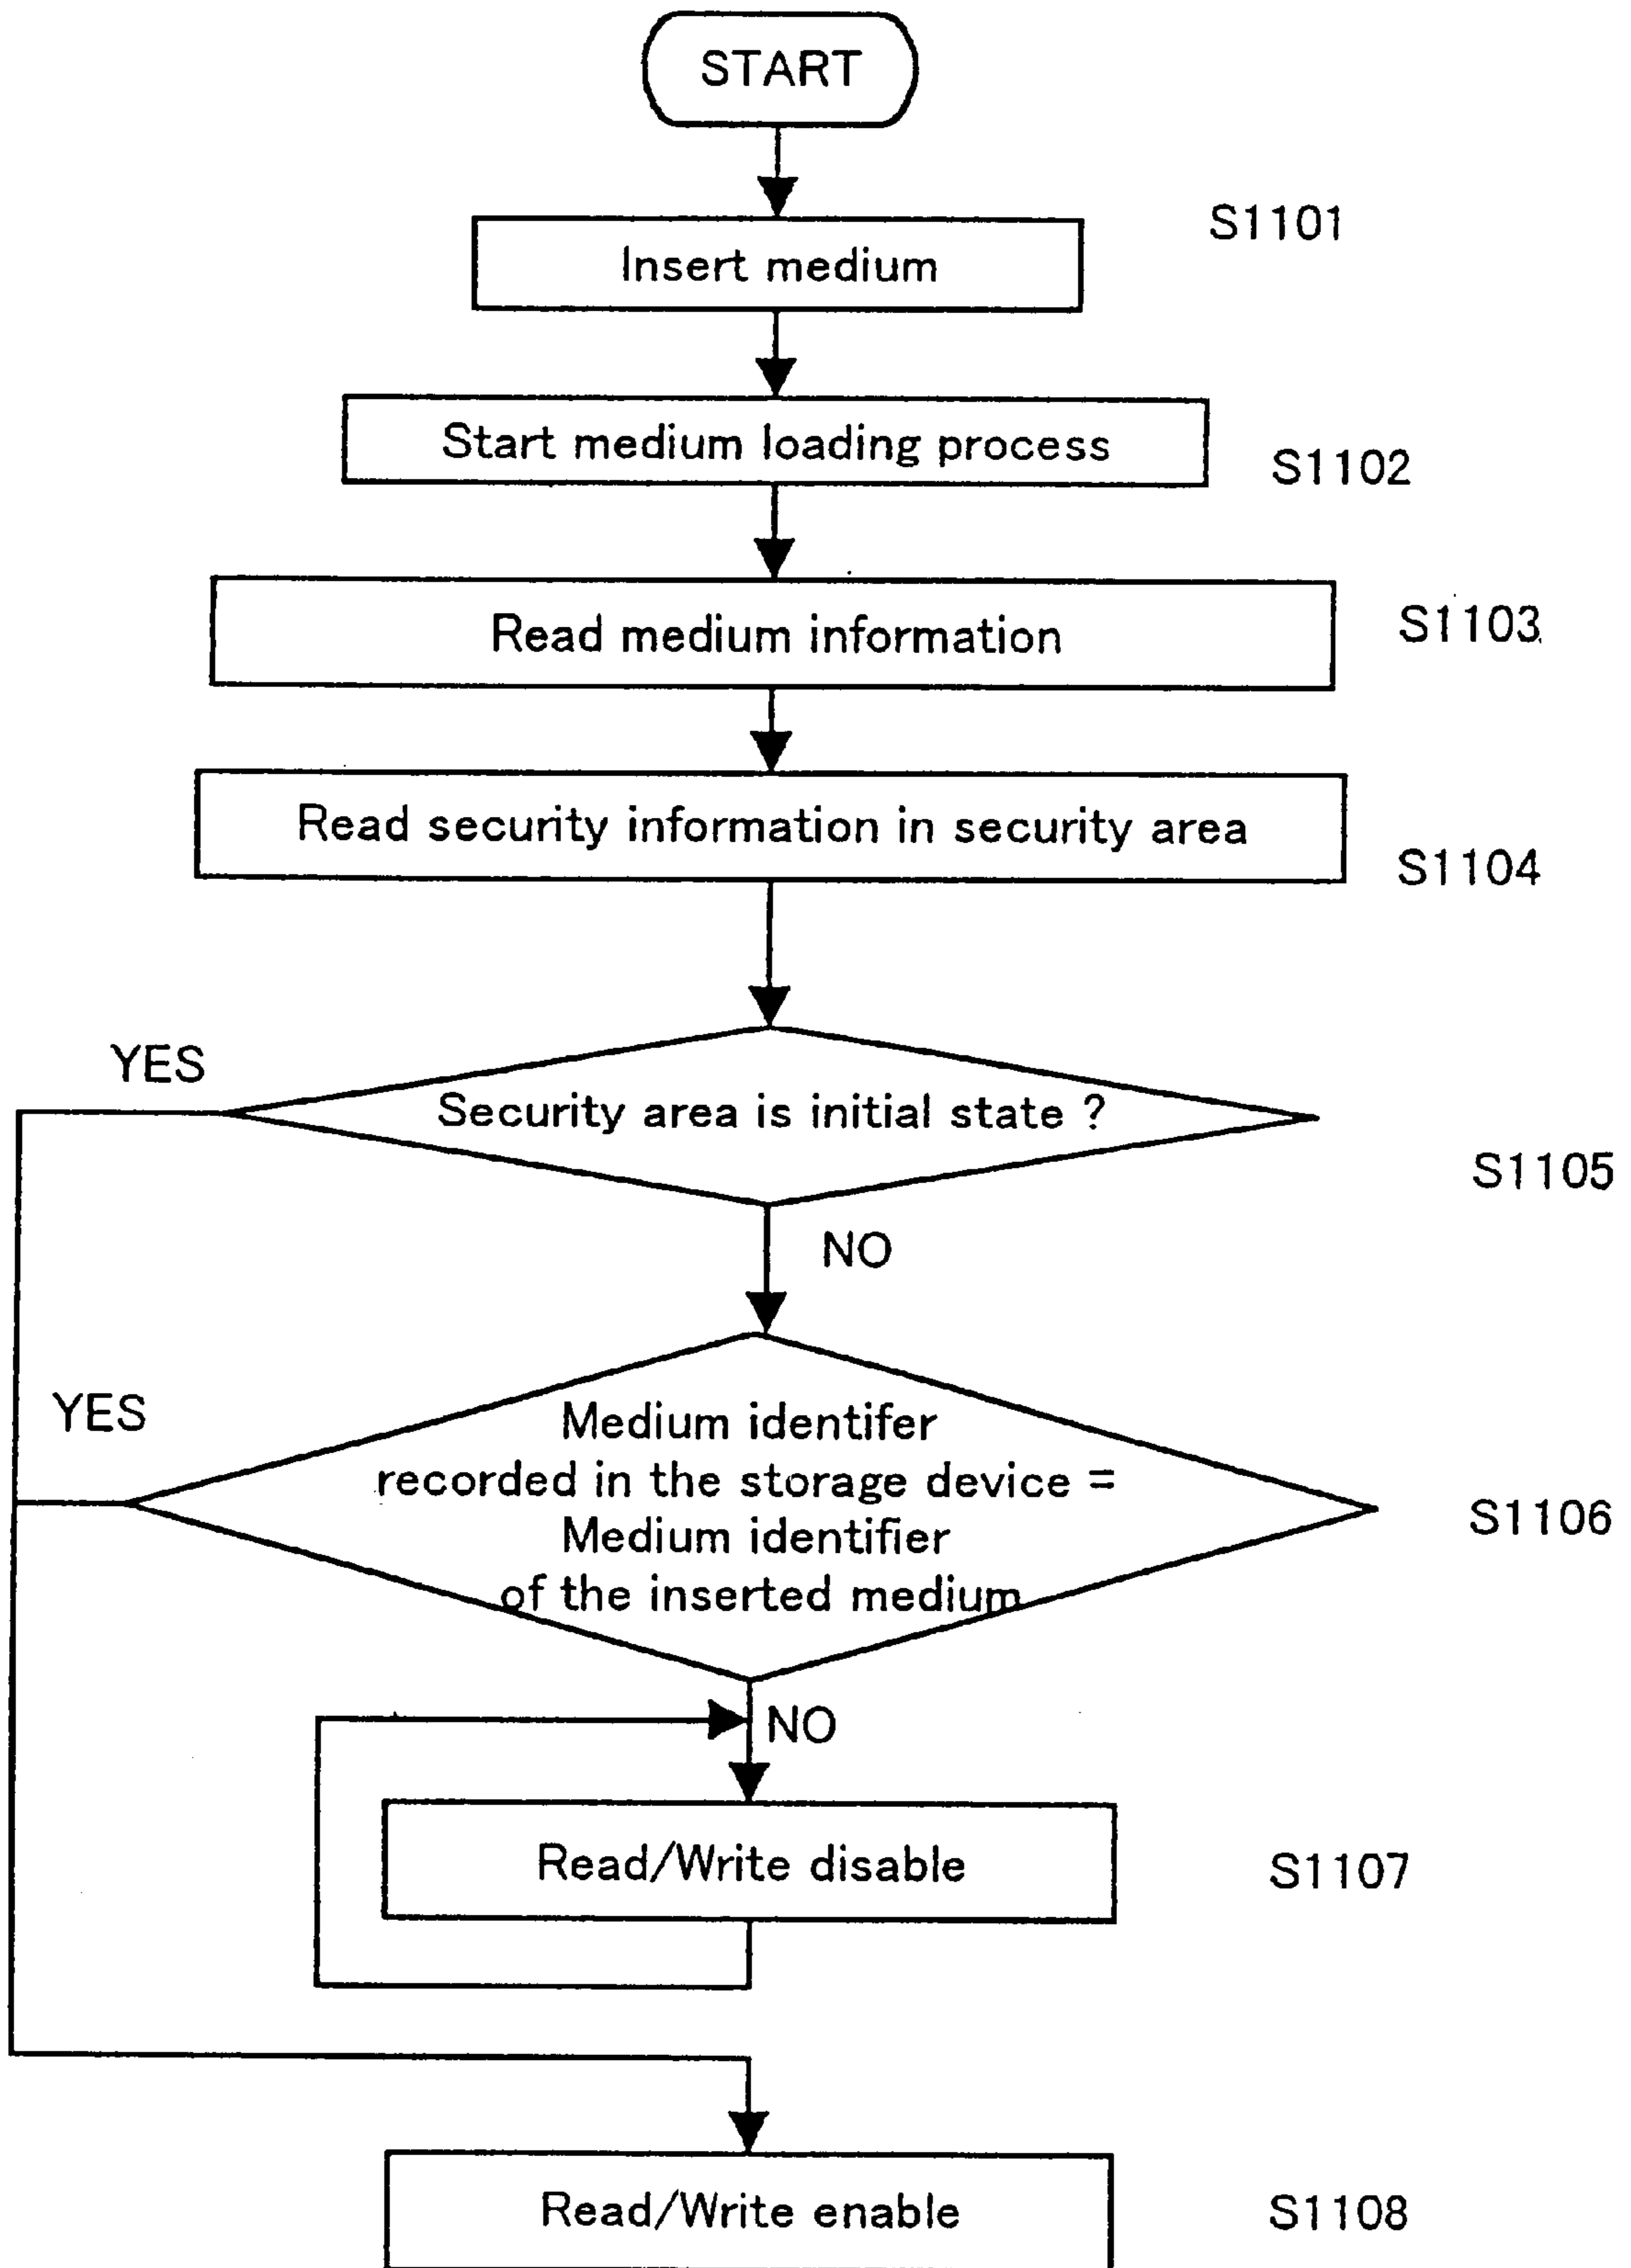 START
S1101
Insert medium
Start medium loading process
S1102
Read medium information
S1103
Read security information in security area
S1104
YES
Security area is initial state ?
S1105
NO
YES
Medium identifer
recorded in the storage device =
Medium identifier
of the inserted medium
S1106
NO
Read/Write disable
S1107
Read/Write enable
S1108